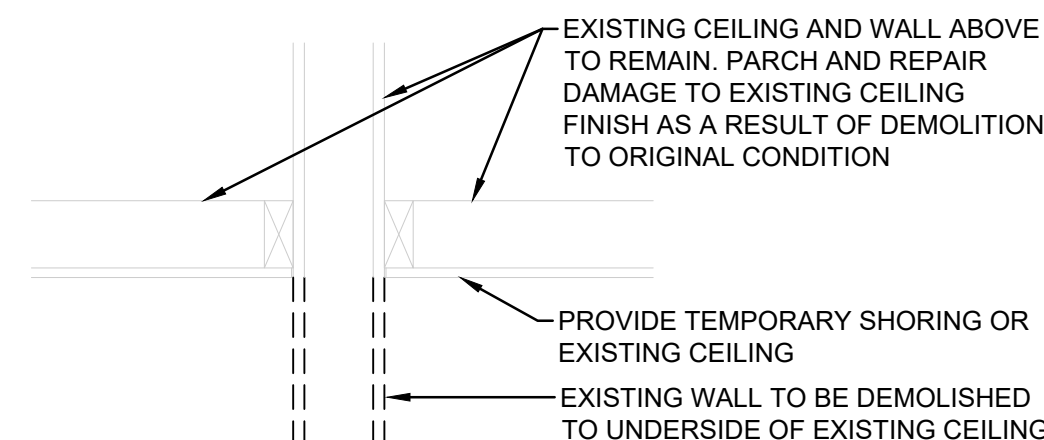 EXISTING CEILING AND WALL ABOVE
TO REMAIN. PARCH AND REPAIR
DAMAGE TO EXISTING CEILING
FINISH AS A RESULT OF DEMOLITION
TO ORIGINAL CONDITION
PROVIDE TEMPORARY SHORING OR
EXISTING CEILING
EXISTING WALL TO BE DEMOLISHED
TO UNDERSIDE OF EXISTING CEILING